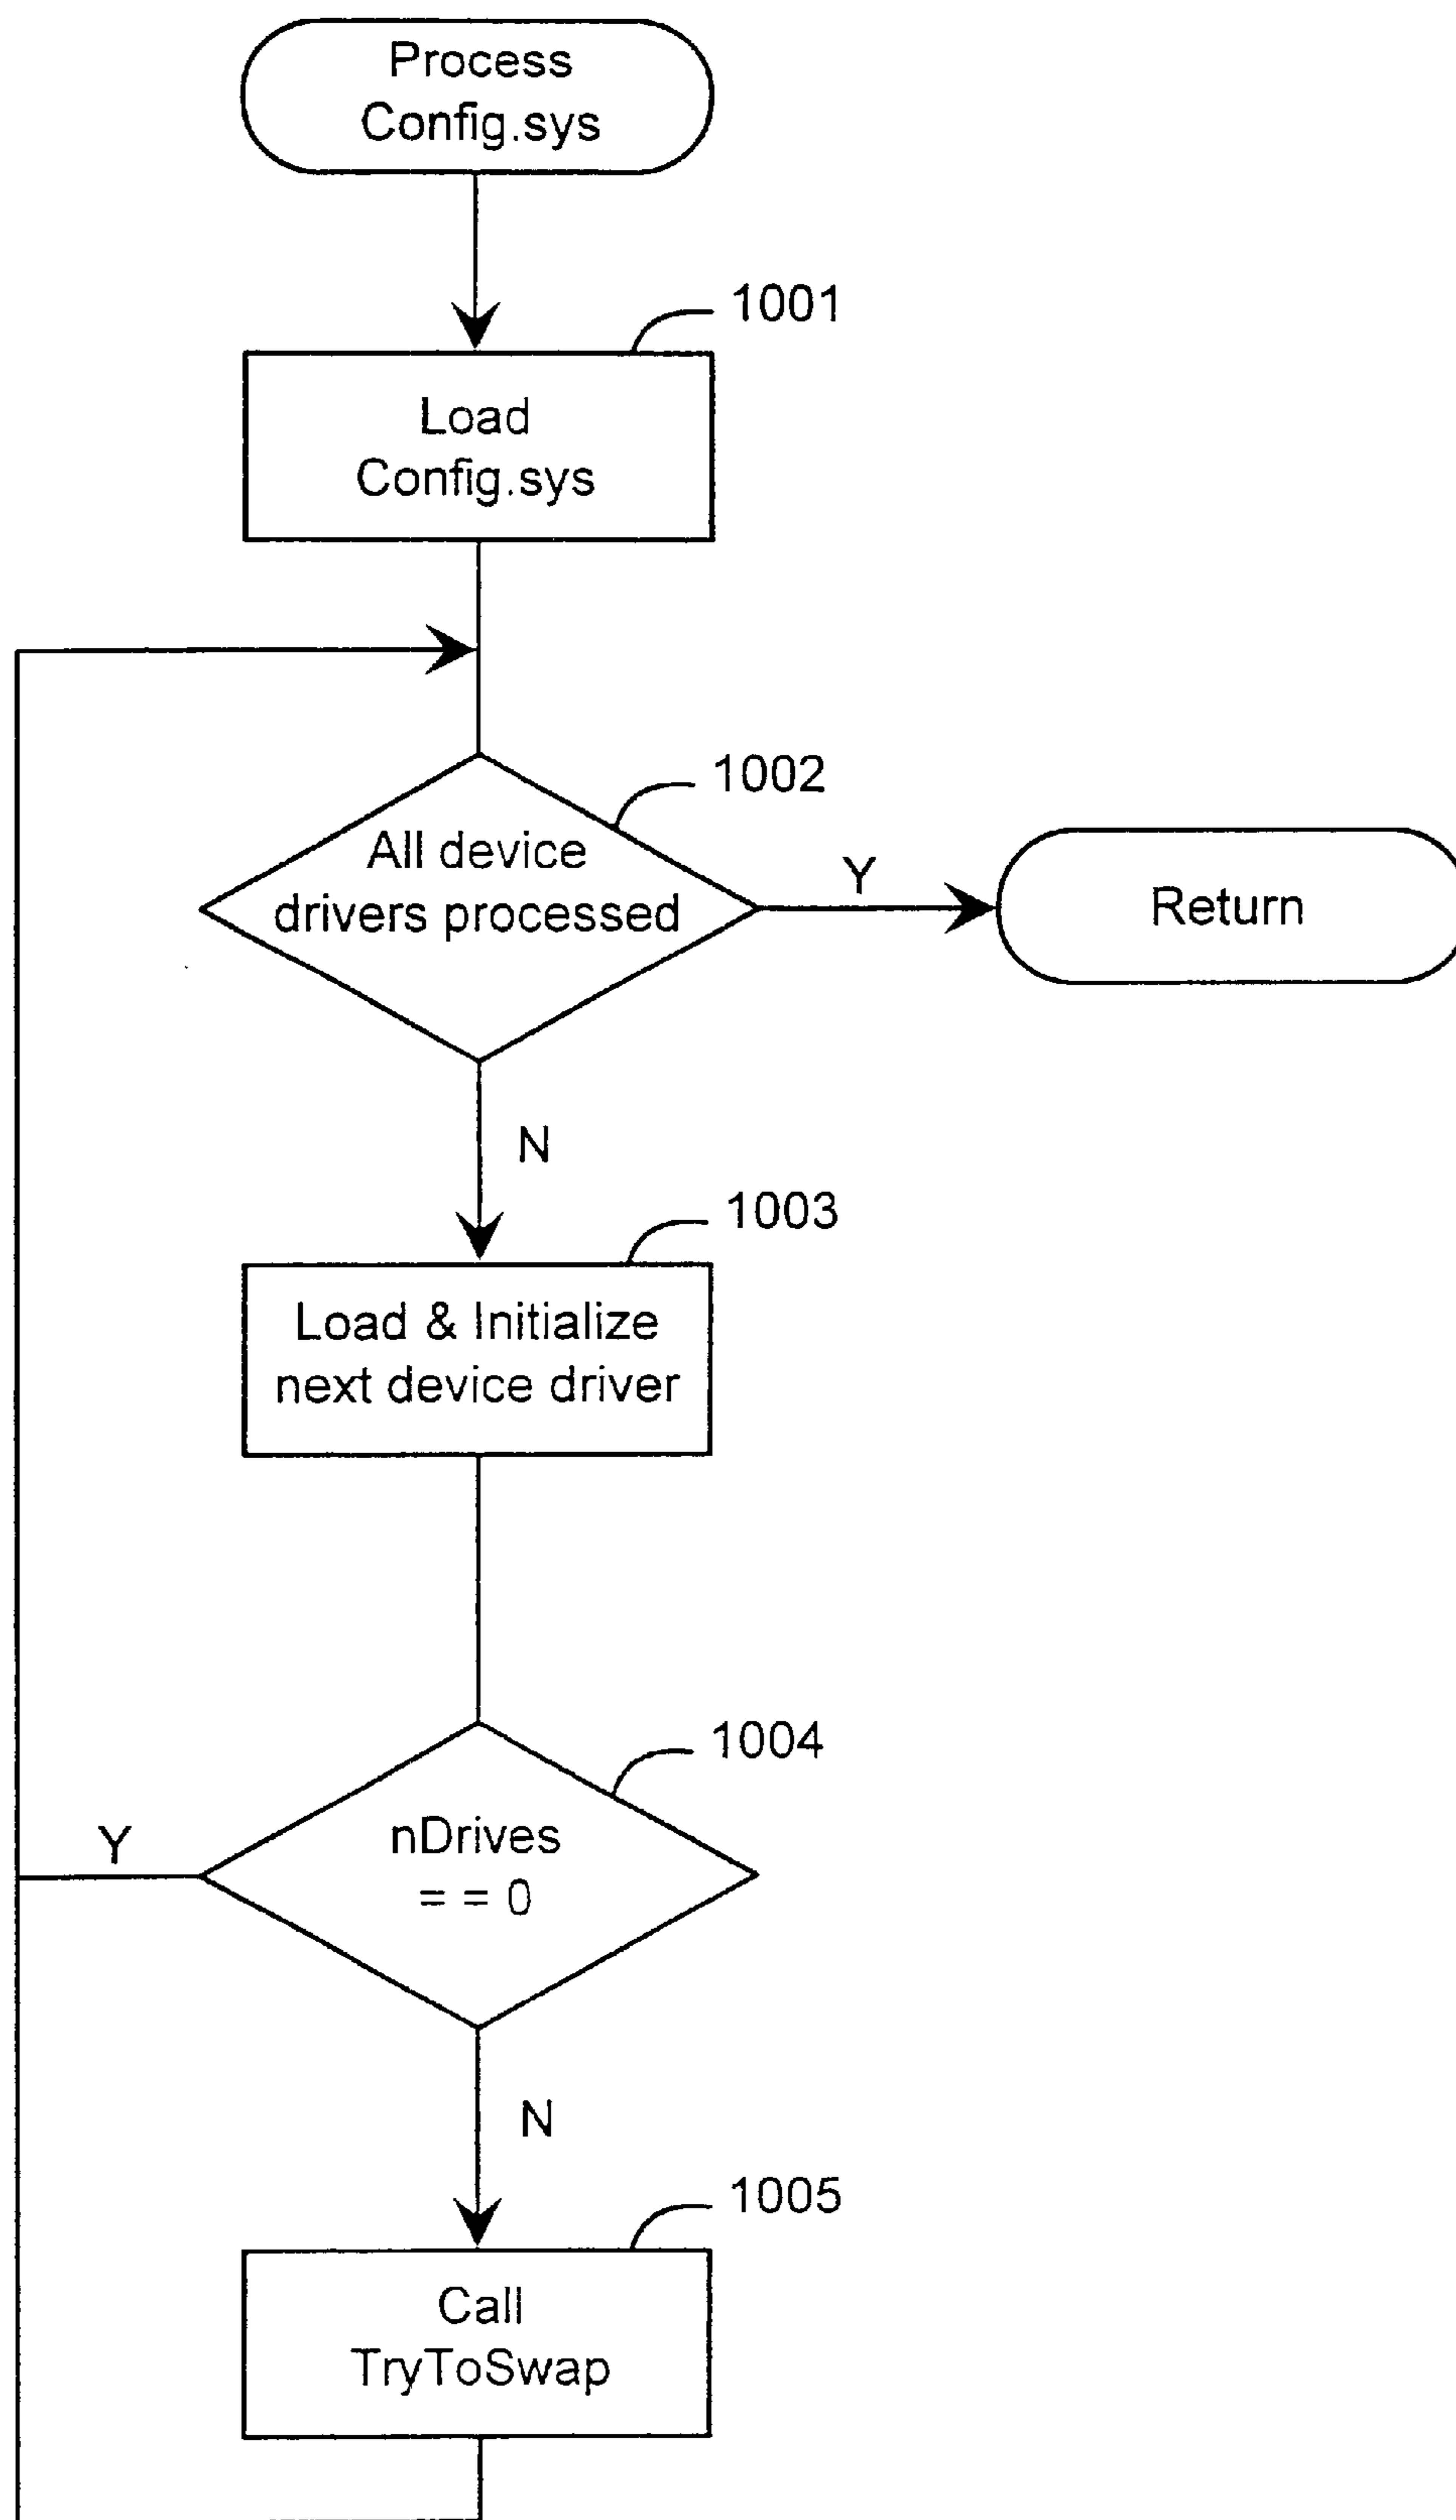 Process
Config.sys
1001
Load
Config.sys
1002
All device
drivers processed
Y
Return
N
1003
Load & Initialize
next device driver
1004
nDrives
= = 0
Y
N
1005
Call
TryToSwap